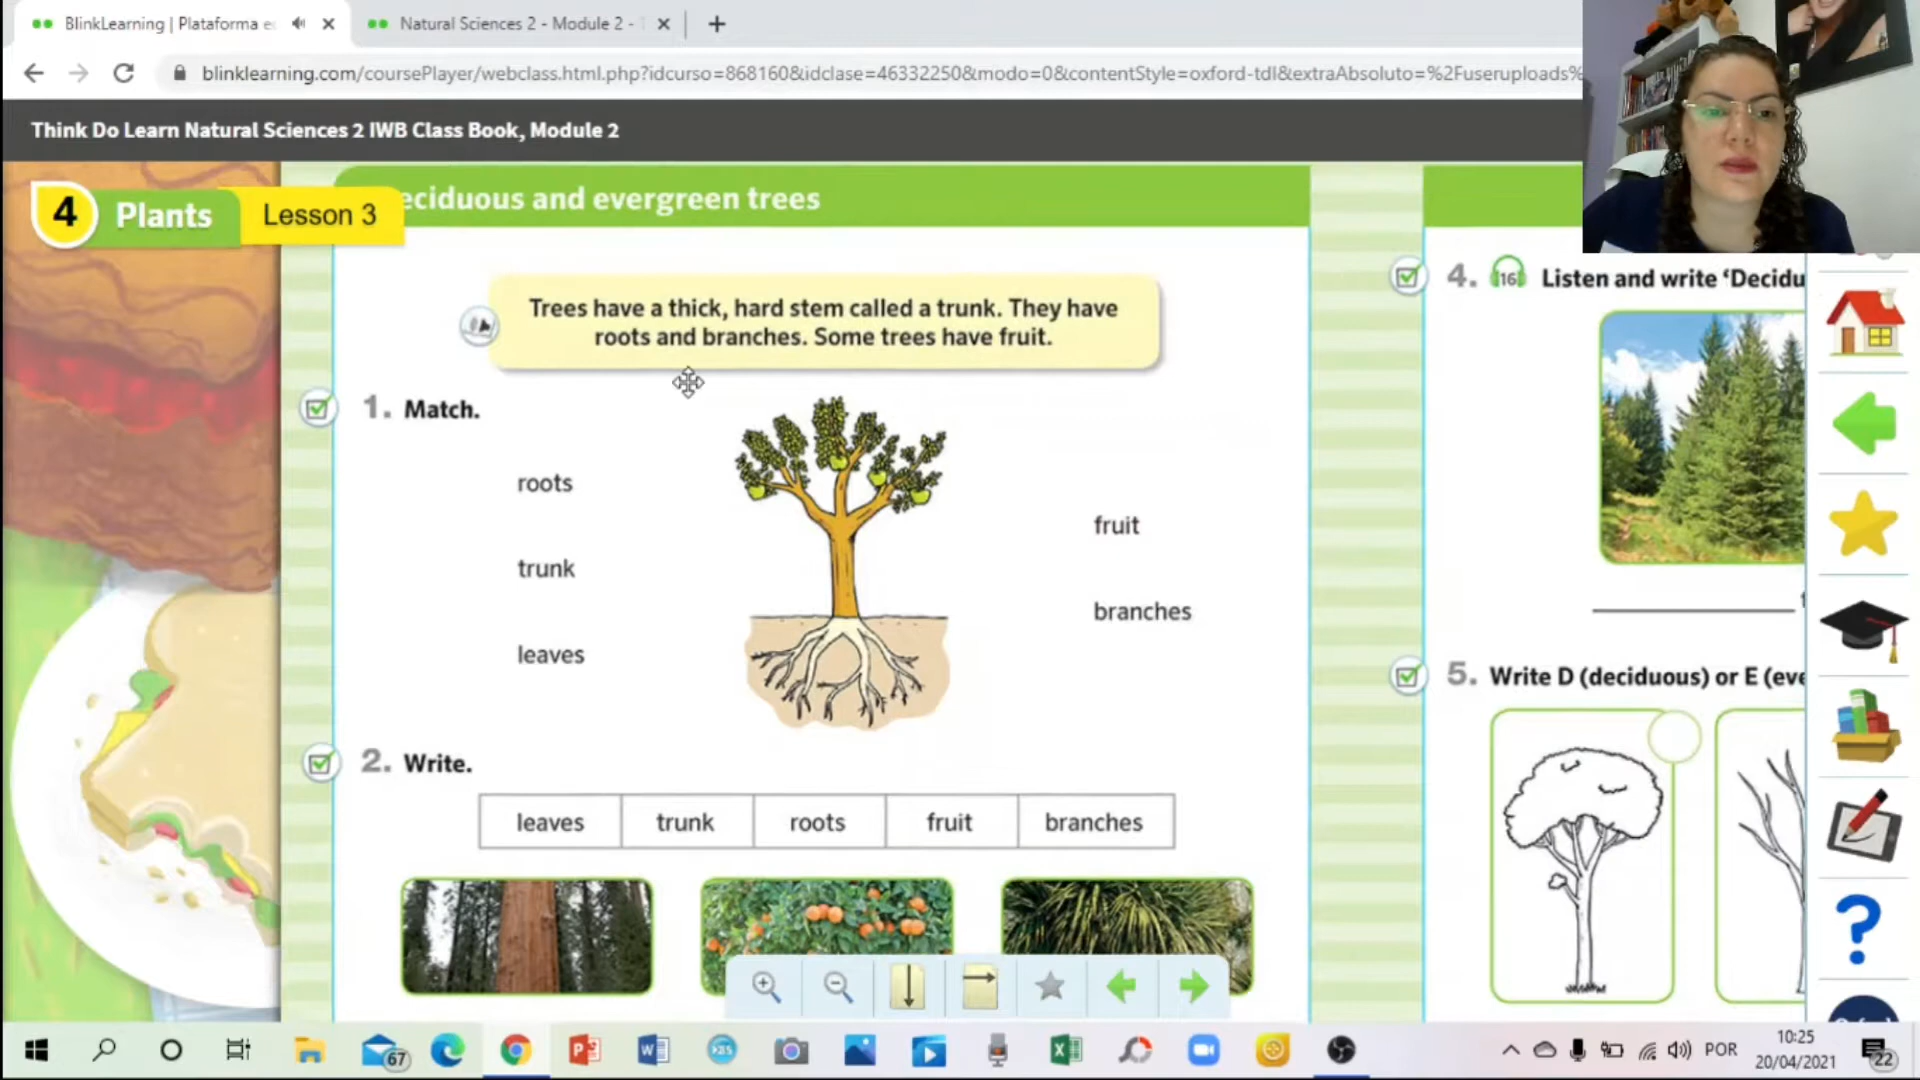 BlinkLearning | Plataforma e
Natural Sciences 2 - Module 2 -
blinklearning.com/coursePlayer/webclass.html.php?idcurso=868160&idclase=46332250&modo=0&contentStyle=oxford-tdl&extraAbsoluto=%2Fuseruploads%
Think Do Learn Natural Sciences 2 IWB Class Book, Module 2
4 Plants Lesson 3
eciduous and evergreen trees
Trees have a thick, hard stem called a trunk. They have
roots and branches. Some trees have fruit.
1. Match.
roots
trunk
leaves
fruit
branches
2. Write.
leaves trunk roots fruit branches
4. 16 Listen and write ‘Decidu
5. Write D (deciduous) or E (eve
67
POR
10:25
20/04/2021
22